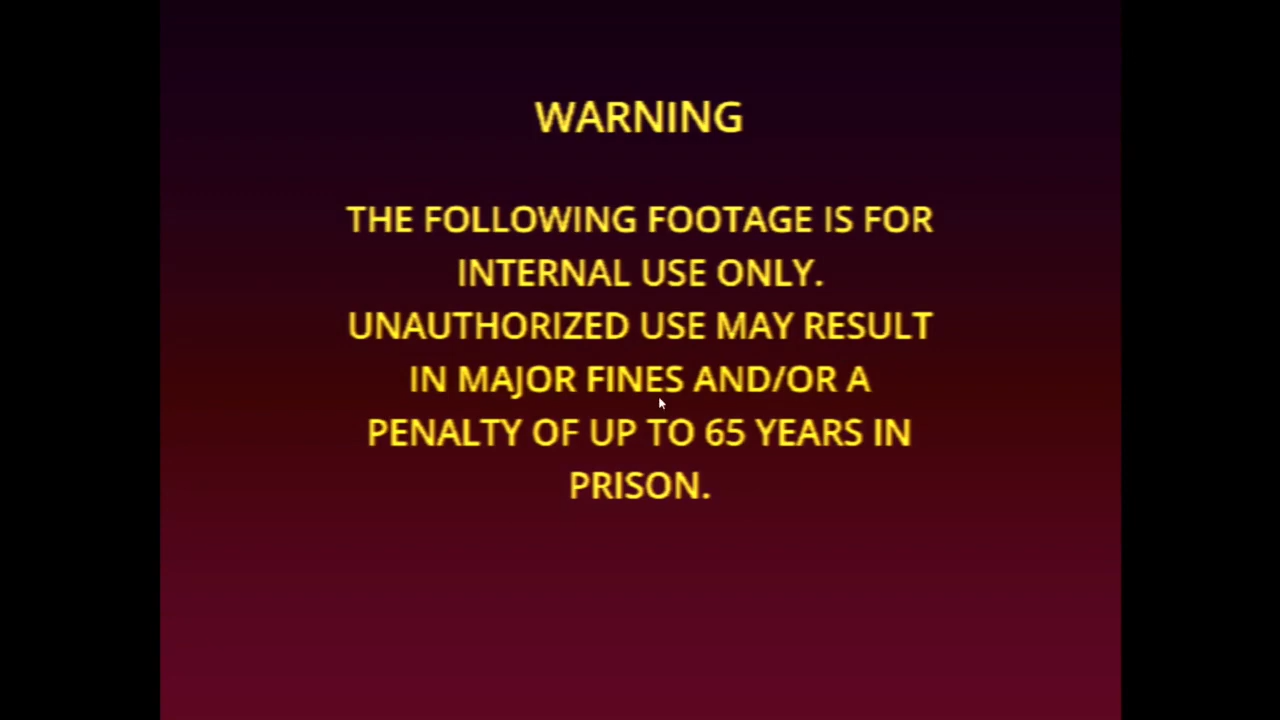 WARNING
THE FOLLOWING FOOTAGE IS FOR
INTERNAL USE ONLY.
UNAUTHORIZED USE MAY RESULT
IN MAJOR FINES AND/OR A
PENALTY OF UP TO 65 YEARS IN
PRISON.